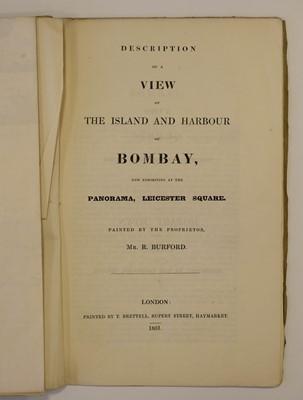 DESCRIPTION
OF A
VIEW
OF
THE ISLAND AND HARBOUR
OF
BOMBAY,
NOW EXHIBITING AT THE
PANORAMA, LEICESTER SQUARE.
PAINTED BY THE PROPRIETOR,
MR. R. BURFORD.
LONDON:
PRINTED BY T. BRETTELL, RUPERT STREET, HAYMARKET.